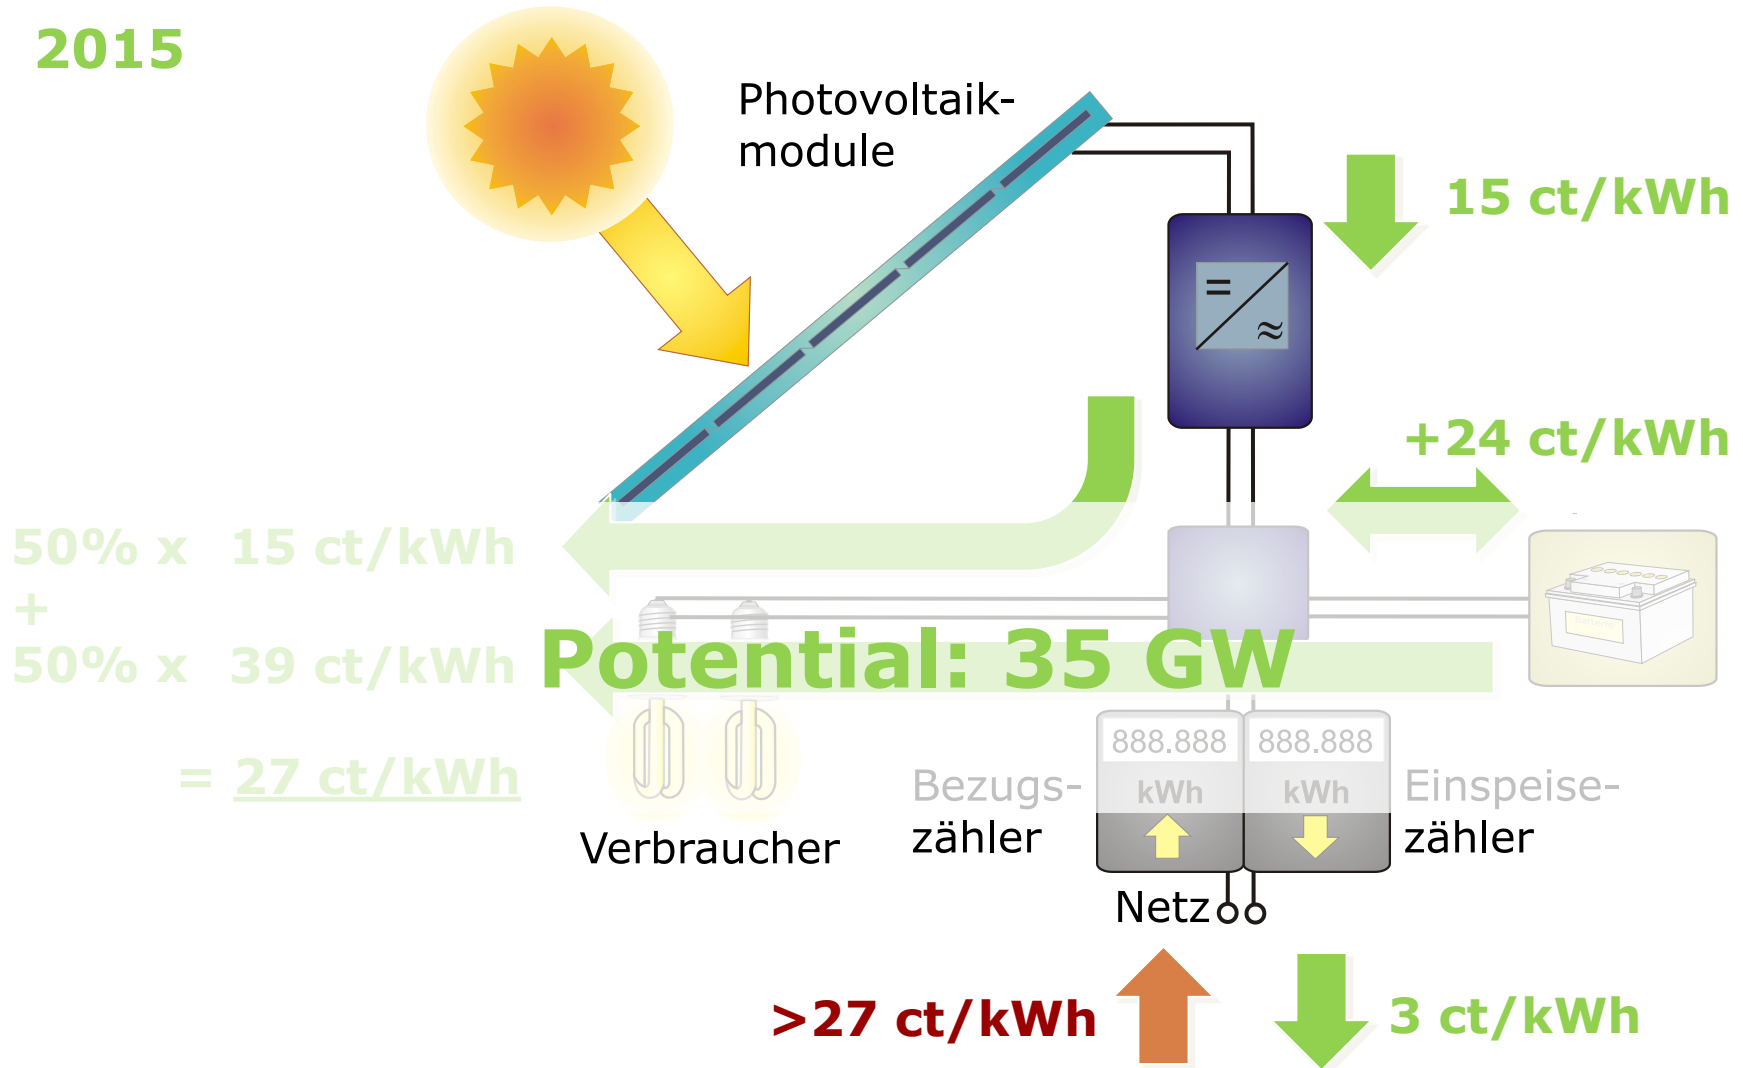 2015
Photovoltaik-
module
15 ct/kWh
=
≈
+24 ct/kWh
50% x 15 ct/kWh
+
50% x 39 ct/kWh
= 27 ct/kWh
Potential: 35 GW
Batterie
888.888
888.888
kWh
kWh
Bezugs-
zähler
Einspeise-
zähler
Verbraucher
Netz
>27 ct/kWh
3 ct/kWh